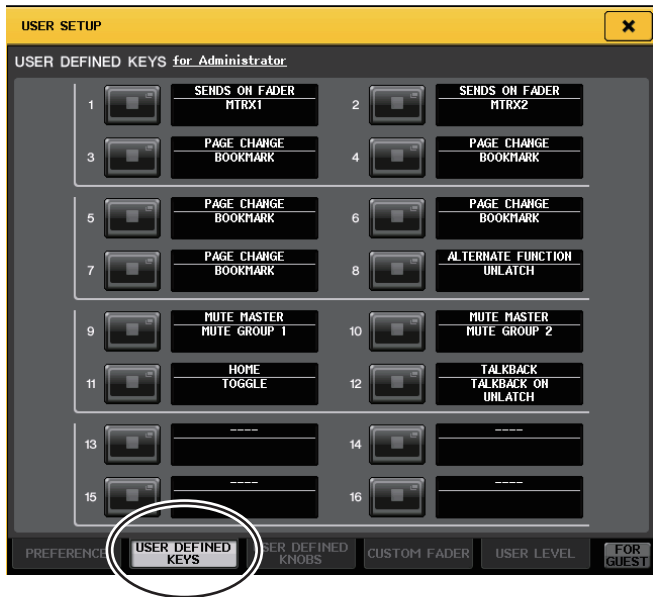 USER SETUP
USER DEFINED KEYS for Administrator
1 SENDS ON FADER MTRX1
2 SENDS ON FADER MTRX2
3 PAGE CHANGE BOOKMARK
4 PAGE CHANGE BOOKMARK
5 PAGE CHANGE BOOKMARK
6 PAGE CHANGE BOOKMARK
7 PAGE CHANGE BOOKMARK
8 ALTERNATE FUNCTION UNLATCH
9 MUTE MASTER MUTE GROUP 1
10 MUTE MASTER MUTE GROUP 2
11 HOME TOGGLE
12 TALKBACK TALKBACK ON UNLATCH
13 ----
14 ----
15 ----
16 ----
PREFERENCE
USER DEFINED KEYS
SER DEFINED KNOBS
CUSTOM FADER
USER LEVEL
FOR GUEST